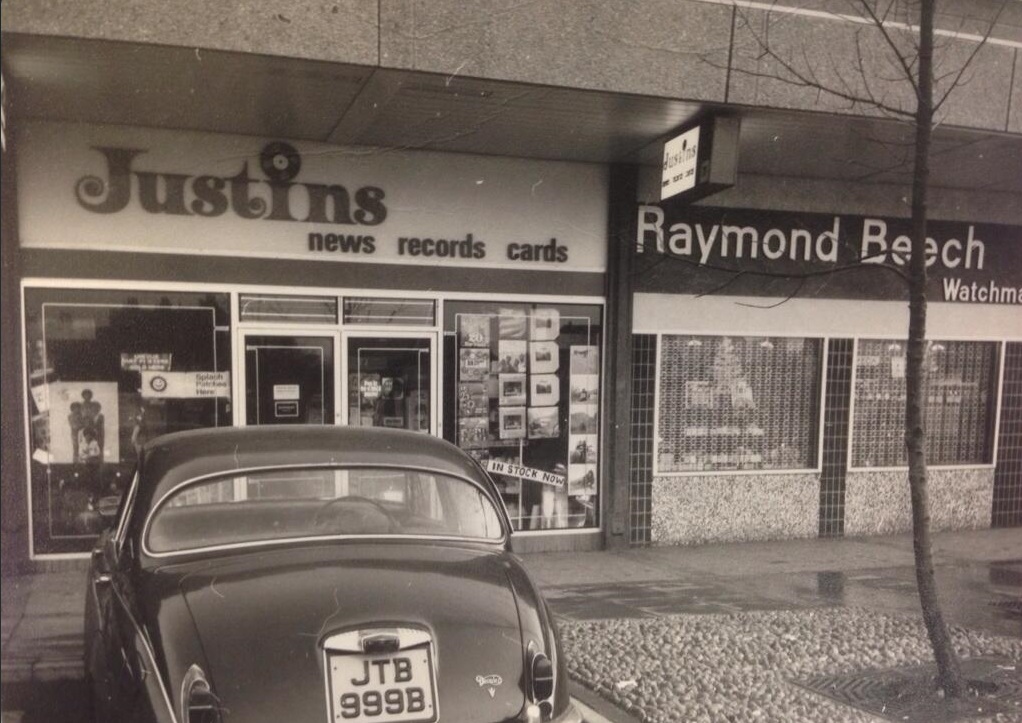 Justins
news records cards
Justins
Raymond Beech
Watchma
Splash
Patches
Here
IN STOCK NOW
JTB
999B